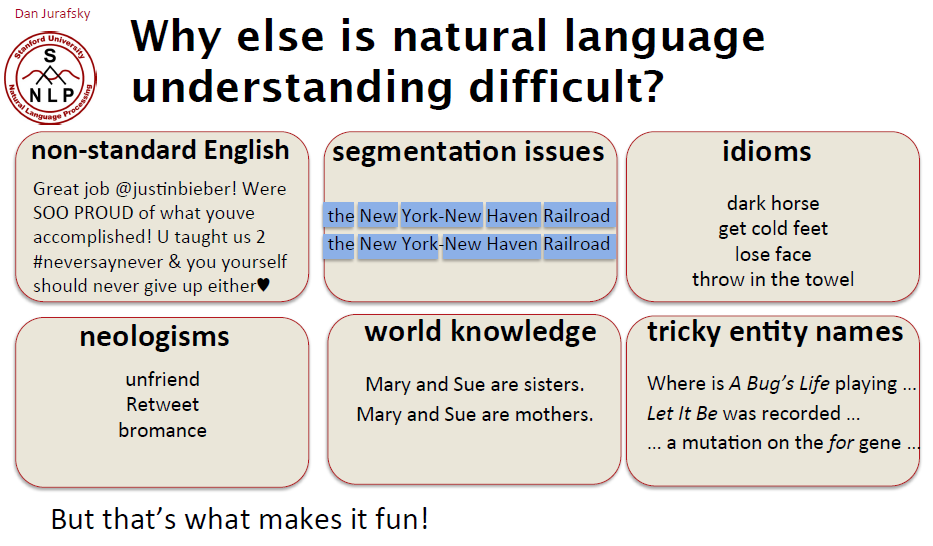 Dan Jurafsky
Stanford University
S
NLP
Natural Language Processing
Why else is natural language
understanding difficult?
non-standard English
Great job @justinbieber! Were
SOO PROUD of what youve
accomplished! U taught us 2
#neversaynever & you yourself
should never give up either♥
segmentation issues
the New York-New Haven Railroad
the New York-New Haven Railroad
idioms
dark horse
get cold feet
lose face
throw in the towel
neologisms
unfriend
Retweet
bromance
world knowledge
Mary and Sue are sisters.
Mary and Sue are mothers.
tricky entity names
Where is A Bug's Life playing …
Let It Be was recorded …
… a mutation on the for gene …
But that's what makes it fun!